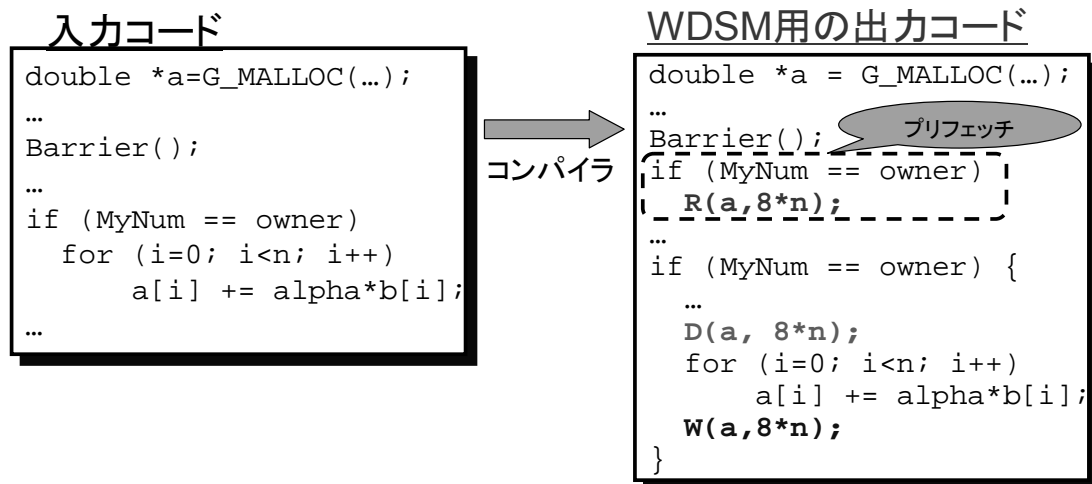 入力コード
double *a=G_MALLOC(…);
…
Barrier();
…
if (MyNum == owner)
  for (i=0; i<n; i++)
      a[i] += alpha*b[i];
…
コンパイラ
WDSM用の出力コード
double *a = G_MALLOC(…);
…
Barrier();
プリフェッチ
if (MyNum == owner)
  R(a,8*n);
…
if (MyNum == owner) {
  …
  D(a, 8*n);
  for (i=0; i<n; i++)
      a[i] += alpha*b[i];
  W(a,8*n);
}